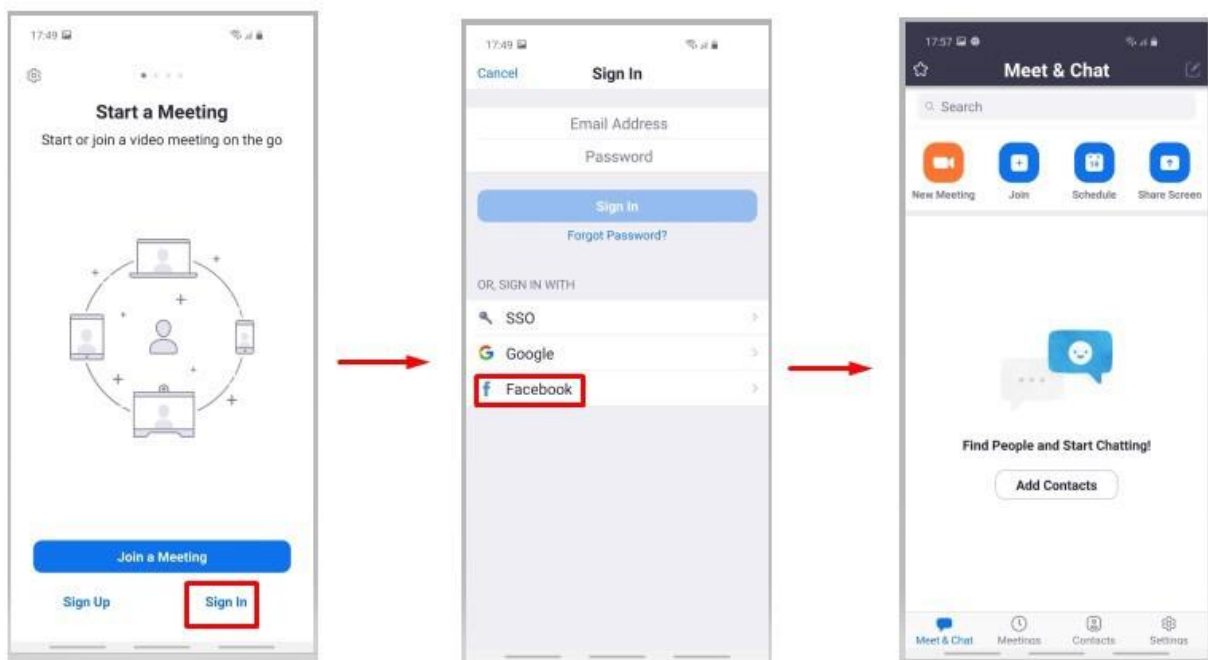 17:49
Start a Meeting
Start or join a video meeting on the go
Join a Meeting
Sign Up
Sign In
17:49
Cancel
Sign In
Email Address
Password
Sign In
Forgot Password?
OR, SIGN IN WITH
SSO
Google
Facebook
17:57
Meet & Chat
Search
New Meeting
Join
Schedule
Share Screen
Find People and Start Chatting!
Add Contacts
Meet & Chat
Meetings
Contacts
Settings